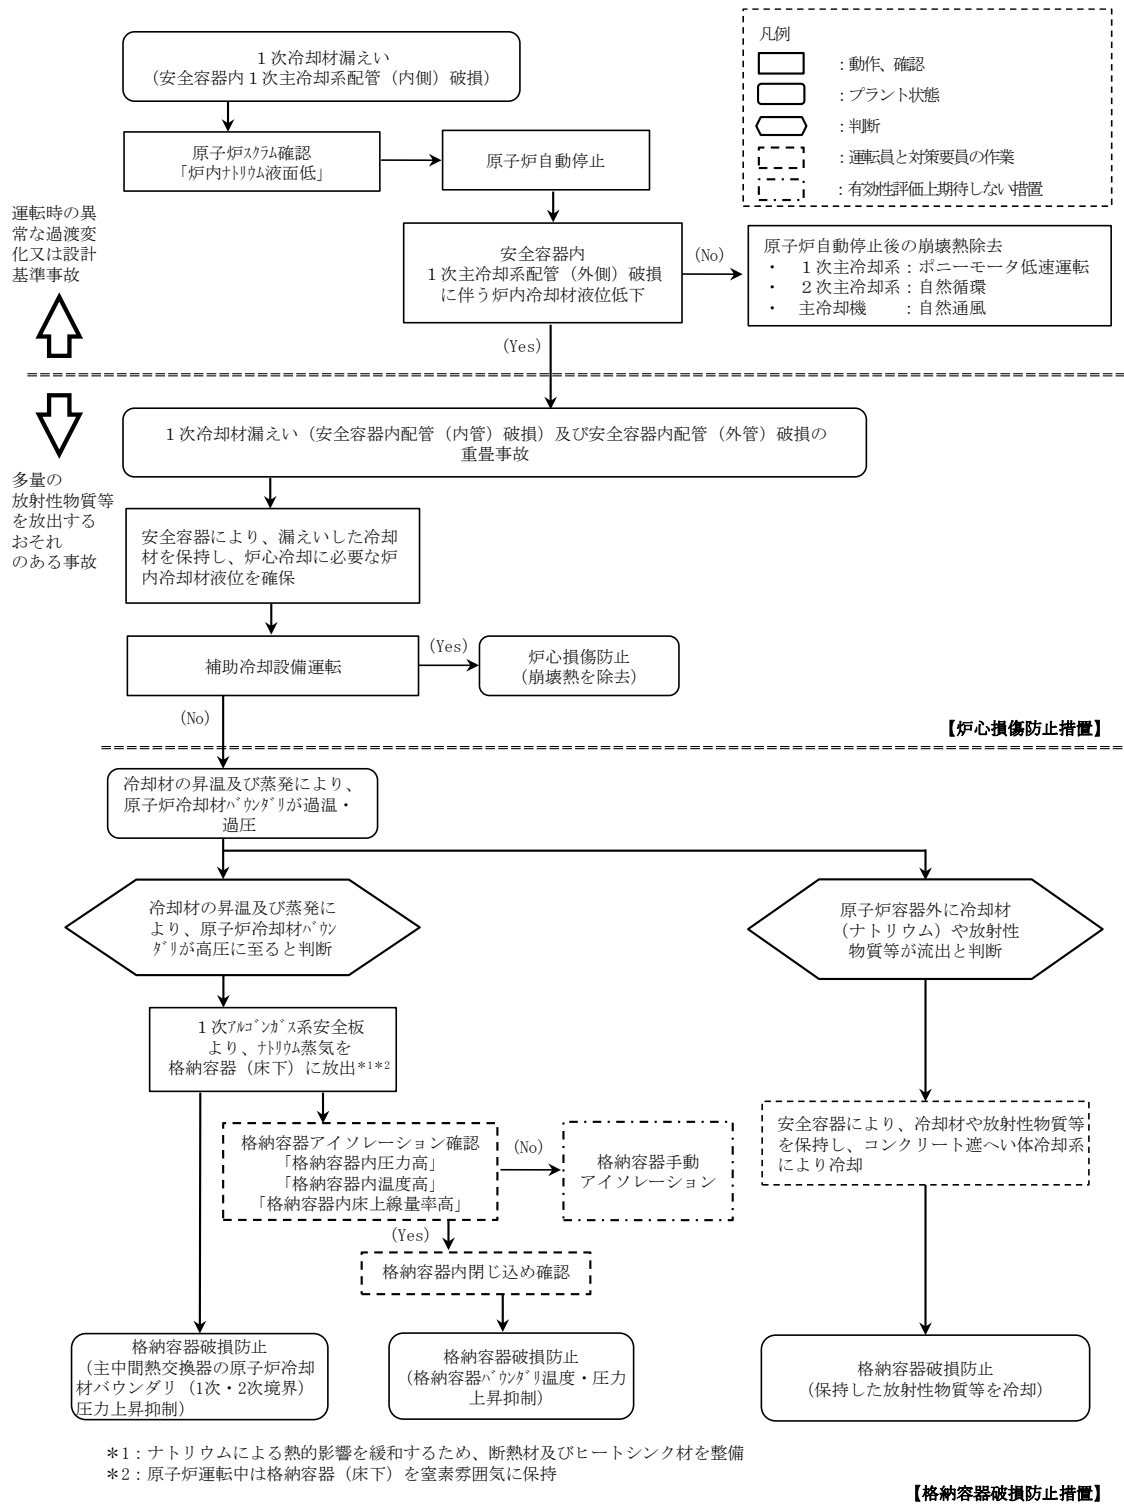 １次冷却材漏えい
（安全容器内１次主冷却系配管（内側）破損）
凡例
：動作、確認
：プラント状態
：判断
：運転員と対策要員の作業
：有効性評価上期待しない措置
原子炉ｽｸﾗﾑ確認
「炉内ﾅﾄﾘｳﾑ液面低」
原子炉自動停止
運転時の異
常な過渡変
化又は設計
基準事故
安全容器内
１次主冷却系配管（外側）破損
に伴う炉内冷却材液位低下
(No)
原子炉自動停止後の崩壊熱除去
・　１次主冷却系：ポニーモータ低速運転
・　２次主冷却系：自然循環
・　主冷却機　　：自然通風
(Yes)
１次冷却材漏えい（安全容器内配管（内管）破損）及び安全容器内配管（外管）破損の
重畳事故
多量の
放射性物質等
を放出する
おそれ
のある事故
安全容器により、漏えいした冷却
材を保持し、炉心冷却に必要な炉
内冷却材液位を確保
補助冷却設備運転
(Yes)
炉心損傷防止
（崩壊熱を除去）
(No)
【炉心損傷防止措置】
冷却材の昇温及び蒸発により、
原子炉冷却材ﾊﾞｳﾝﾀﾞﾘが過温・
過圧
冷却材の昇温及び蒸発に
より、原子炉冷却材ﾊﾞｳﾝ
ﾀﾞﾘが高圧に至ると判断
原子炉容器外に冷却材
（ナトリウム）や放射性
物質等が流出と判断
１次ｱﾙｺﾞﾝｶﾞｽ系安全板
より、ﾅﾄﾘｳﾑ蒸気を
格納容器（床下）に放出＊1＊2
格納容器アイソレーション確認
「格納容器内圧力高」
「格納容器内温度高」
「格納容器内床上線量率高」
(No)
格納容器手動
アイソレーション
安全容器により、冷却材や放射性物質等
を保持し、コンクリート遮へい体冷却系
により冷却
(Yes)
格納容器内閉じ込め確認
格納容器破損防止
（主中間熱交換器の原子炉冷却
材バウンダリ（1次・2次境界）
圧力上昇抑制）
格納容器破損防止
（格納容器ﾊﾞｳﾝﾀﾞﾘ温度・圧力
上昇抑制）
格納容器破損防止
（保持した放射性物質等を冷却）
＊1：ナトリウムによる熱的影響を緩和するため、断熱材及びヒートシンク材を整備
＊2：原子炉運転中は格納容器（床下）を窒素雰囲気に保持
【格納容器破損防止措置】